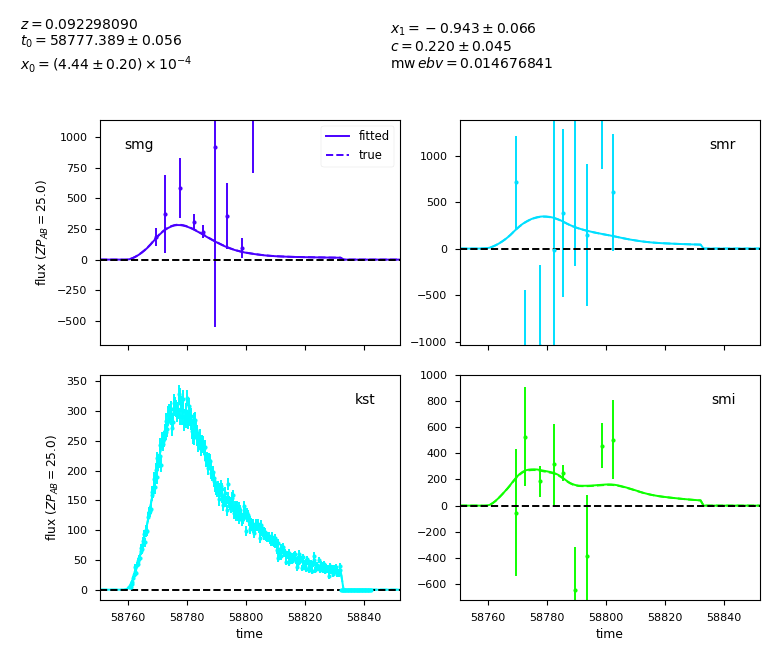 z = 0.092298090
t₀ = 58777.389 ± 0.056
x₀ = (4.44 ± 0.20) × 10⁻⁴
x₁ = −0.943 ± 0.066
c = 0.220 ± 0.045
mw ebv = 0.014676841
smg
fitted
true
1000
750
500
250
0
−250
−500
flux (ZP_AB = 25.0)
smr
1000
500
0
−500
−1000
kst
350
300
250
200
150
100
50
0
flux (ZP_AB = 25.0)
58760 58780 58800 58820 58840
time
smi
1000
800
600
400
200
0
−200
−400
−600
58760 58780 58800 58820 58840
time